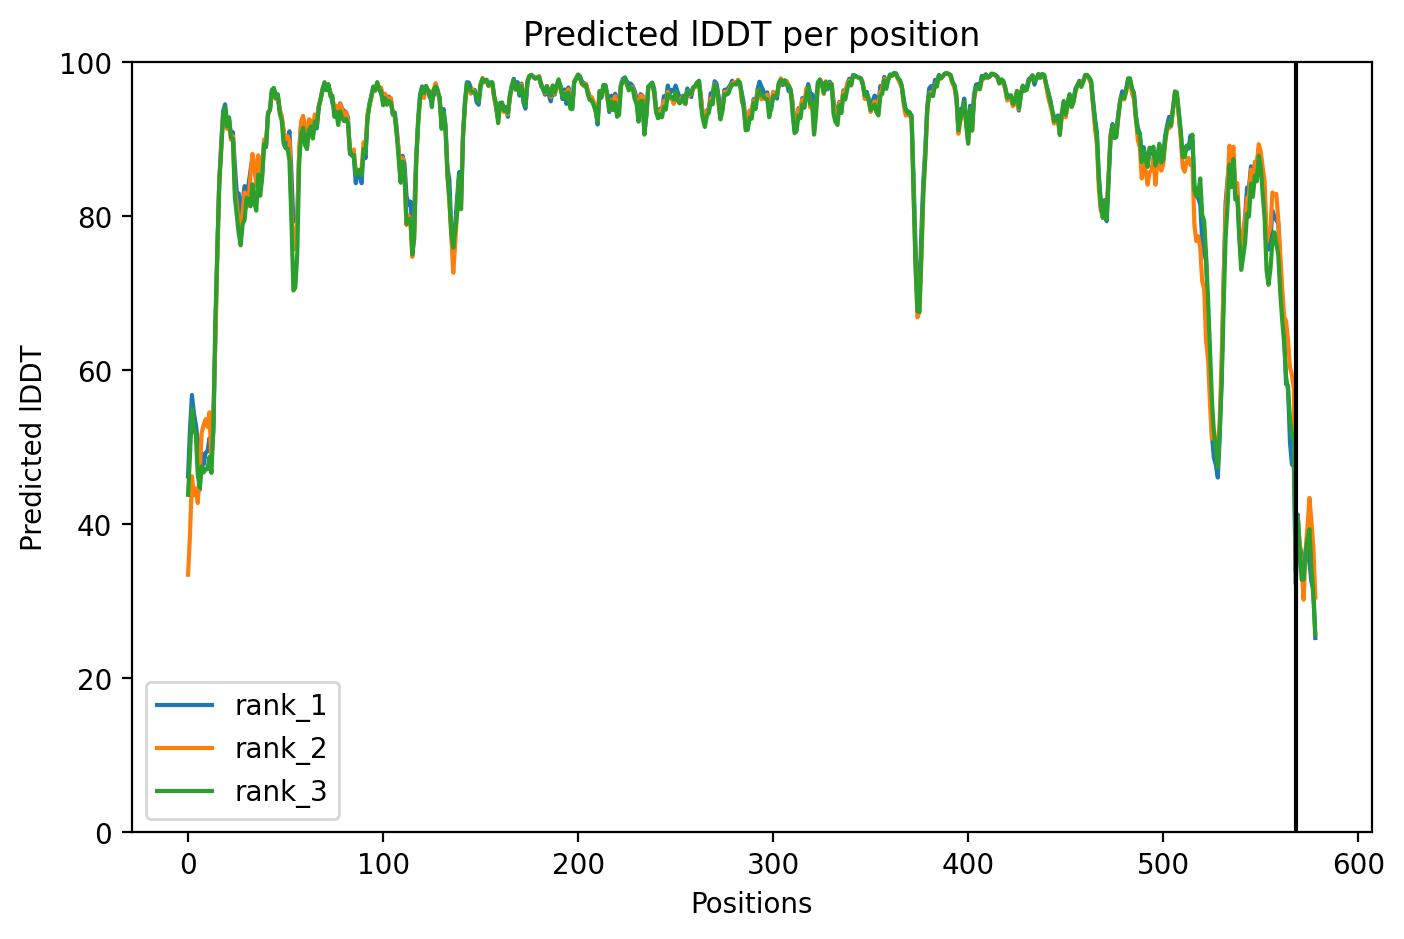 Predicted lDDT per position
Predicted lDDT
100
80
60
40
20
0
rank_1
rank_2
rank_3
0 100 200 300 400 500 600
Positions